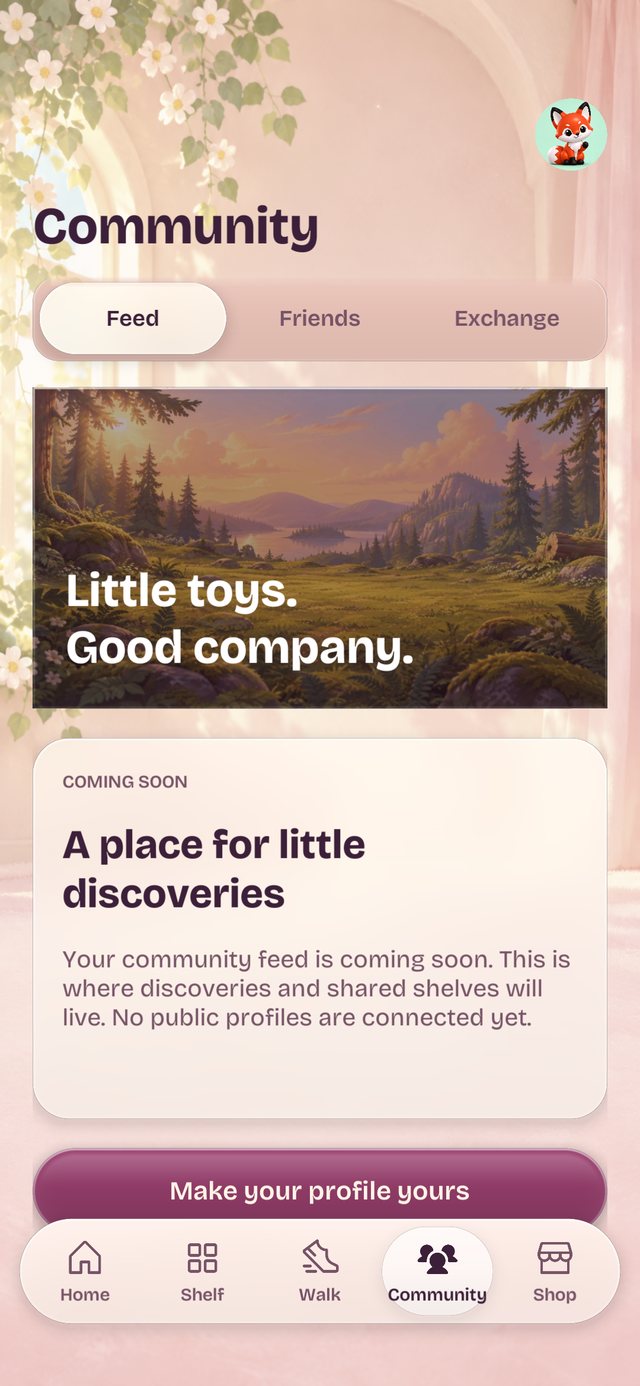 Community
Feed
Friends
Exchange
Little toys.
Good company.
COMING SOON
A place for little
discoveries
Your community feed is coming soon. This is
where discoveries and shared shelves will
live. No public profiles are connected yet.
Make your profile yours
Home
Shelf
Walk
Community
Shop